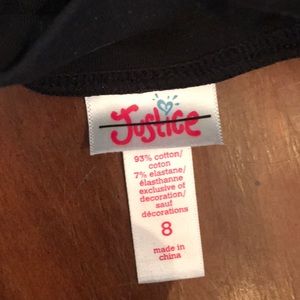 Justice
93% cotton/
coton
7% elastane/
élasthanne
exclusive of
decoration/
sauf
décorations
8
made in
china